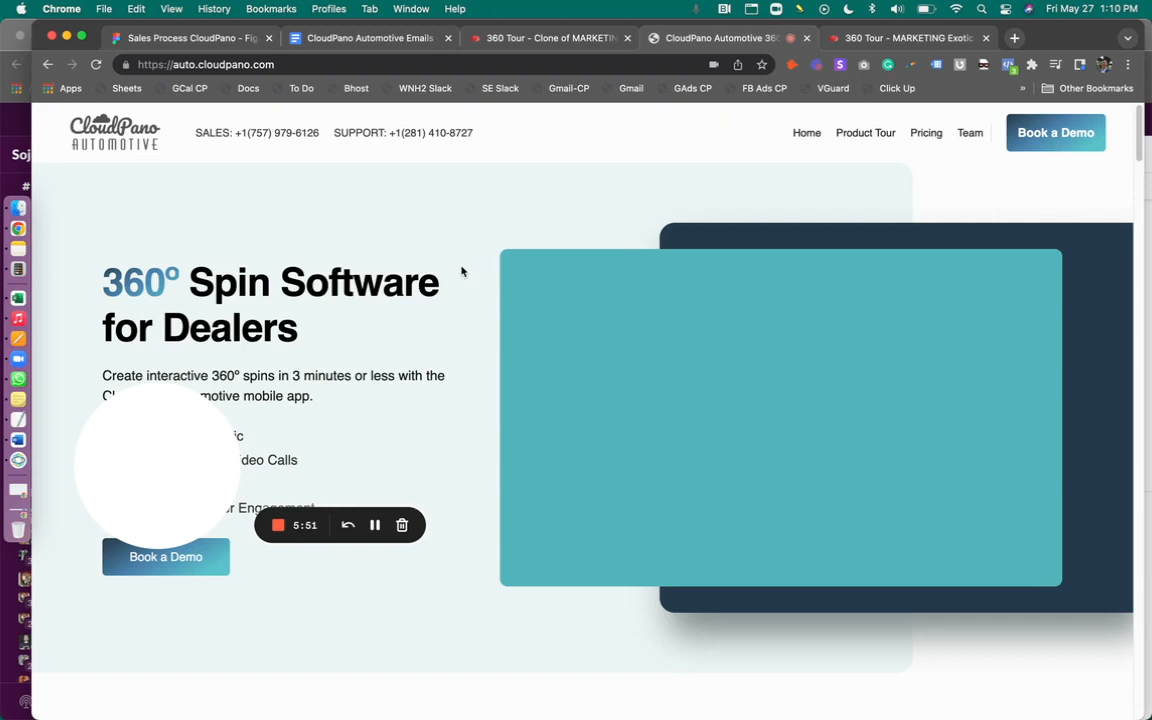 Chrome File Edit View History Bookmarks Profiles Tab Window Help Fri May 27 1:10 PM
Sales Process CloudPano - Fig CloudPano Automotive Emails 360 Tour - Clone of MARKETIN CloudPano Automotive 360 360 Tour - MARKETING Exotic
https://auto.cloudpano.com
Apps Sheets GCal CP Docs To Do Bhost WNH2 Slack SE Slack Gmail-CP Gmail GAds CP FB Ads CP VGuard Click Up » Other Bookmarks
CloudPano
AUTOMOTIVE
SALES: +1(757) 979-6126 SUPPORT: +1(281) 410-8727
Home Product Tour Pricing Team Book a Demo
Soj
#
360º Spin Software
for Dealers
Create interactive 360º spins in 3 minutes or less with the
motive mobile app.
ic
ideo Calls
r Engagement
5:51
Book a Demo